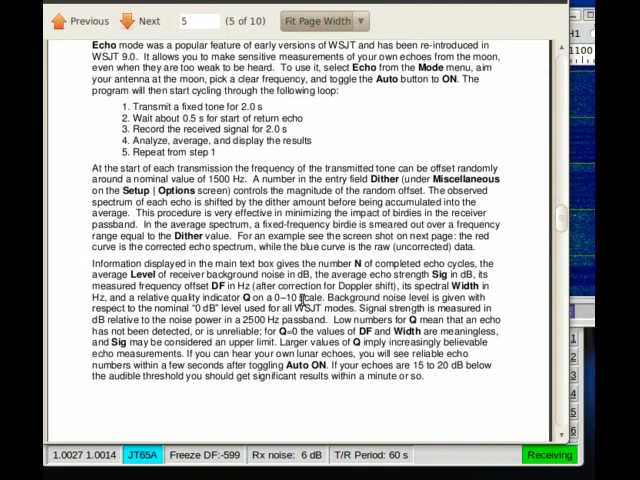 Previous Next 5 (5 of 10) Fit Page Width
Echo mode was a popular feature of early versions of WSJT and has been re-introduced in
WSJT 9.0. It allows you to make sensitive measurements of your own echoes from the moon,
even when they are too weak to be heard. To use it, select Echo from the Mode menu, aim
your antenna at the moon, pick a clear frequency, and toggle the Auto button to ON. The
program will then start cycling through the following loop:
1. Transmit a fixed tone for 2.0 s
2. Wait about 0.5 s for start of return echo
3. Record the received signal for 2.0 s
4. Analyze, average, and display the results
5. Repeat from step 1
At the start of each transmission the frequency of the transmitted tone can be offset randomly
around a nominal value of 1500 Hz. A number in the entry field Dither (under Miscellaneous
on the Setup | Options screen) controls the magnitude of the random offset. The observed
spectrum of each echo is shifted by the dither amount before being accumulated into the
average. This procedure is very effective in minimizing the impact of birdies in the receiver
passband. In the average spectrum, a fixed-frequency birdie is smeared out over a frequency
range equal to the Dither value. For an example see the screen shot on next page: the red
curve is the corrected echo spectrum, while the blue curve is the raw (uncorrected) data.
Information displayed in the main text box gives the number N of completed echo cycles, the
average Level of receiver background noise in dB, the average echo strength Sig in dB, its
measured frequency offset DF in Hz (after correction for Doppler shift), its spectral Width in
Hz, and a relative quality indicator Q on a 0–10 scale. Background noise level is given with
respect to the nominal "0 dB" level used for all WSJT modes. Signal strength is measured in
dB relative to the noise power in a 2500 Hz passband. Low numbers for Q mean that an echo
has not been detected, or is unreliable; for Q=0 the values of DF and Width are meaningless,
and Sig may be considered an upper limit. Larger values of Q imply increasingly believable
echo measurements. If you can hear your own lunar echoes, you will see reliable echo
numbers within a few seconds after toggling Auto ON. If your echoes are 15 to 20 dB below
the audible threshold you should get significant results within a minute or so.
H1
1100
3
4
5
6
1.0027 1.0014 JT65A Freeze DF:-599 Rx noise: 6 dB T/R Period: 60 s Receiving